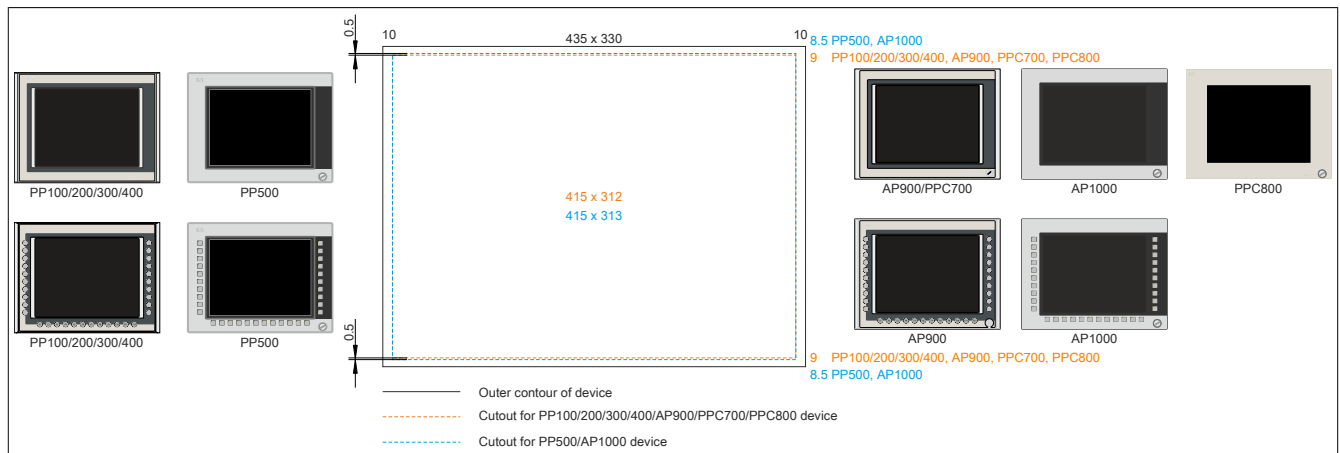 0.5
10
435 x 330
10
8.5 PP500, AP1000
9 PP100/200/300/400, AP900, PPC700, PPC800
PP100/200/300/400
PP500
AP900/PPC700
AP1000
PPC800
415 x 312
415 x 313
PP100/200/300/400
PP500
AP900
AP1000
0.5
9 PP100/200/300/400, AP900, PPC700, PPC800
8.5 PP500, AP1000
Outer contour of device
Cutout for PP100/200/300/400/AP900/PPC700/PPC800 device
Cutout for PP500/AP1000 device